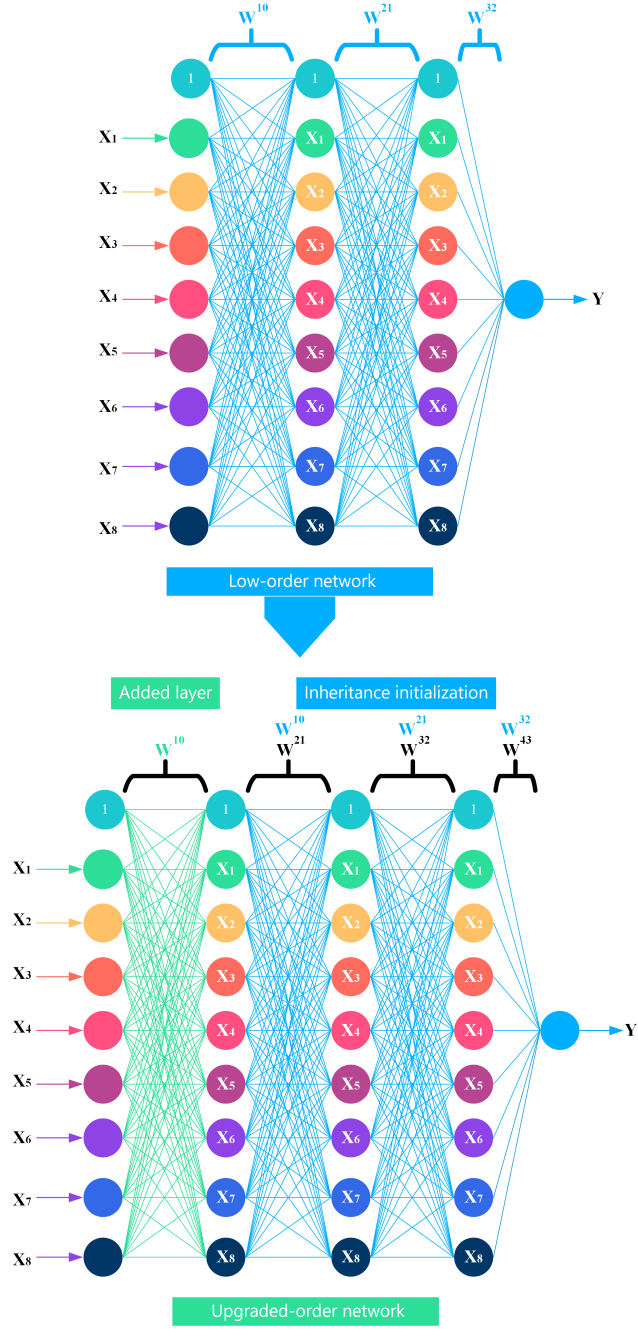 W10 W21 W32
1 1 1
X1 X1 X1
X2 X2 X2
X3 X3 X3
X4 X4 X4 Y
X5 X5 X5
X6 X6 X6
X7 X7 X7
X8 X8 X8
Low-order network
Added layer Inheritance initialization
W10 W21 W32
W10 W21 W32 W43
1 1 1 1
X1 X1 X1 X1
X2 X2 X2 X2
X3 X3 X3 X3
X4 X4 X4 X4
Y
X5 X5 X5 X5
X6 X6 X6 X6
X7 X7 X7 X7
X8 X8 X8 X8
Upgraded-order network